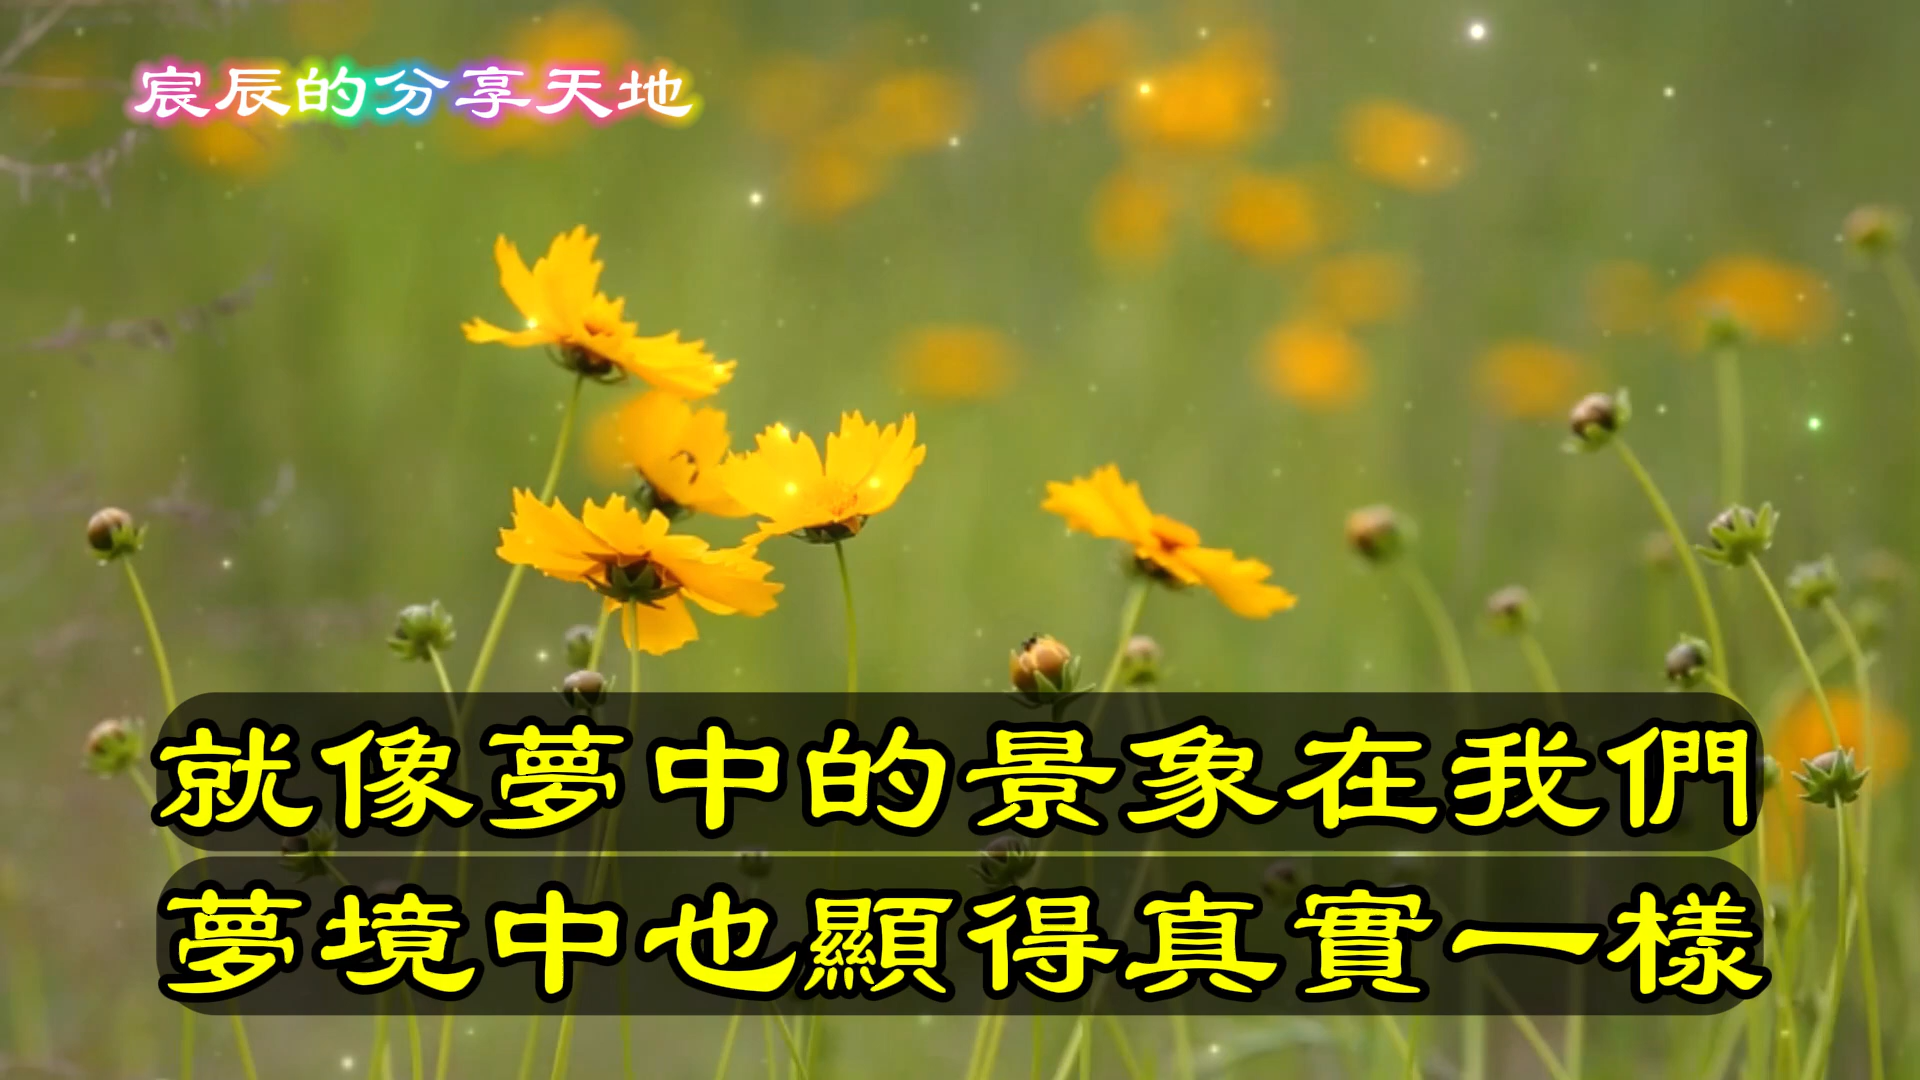 宸辰的分享天地
就像夢中的景象在我們
夢境中也顯得真實一樣